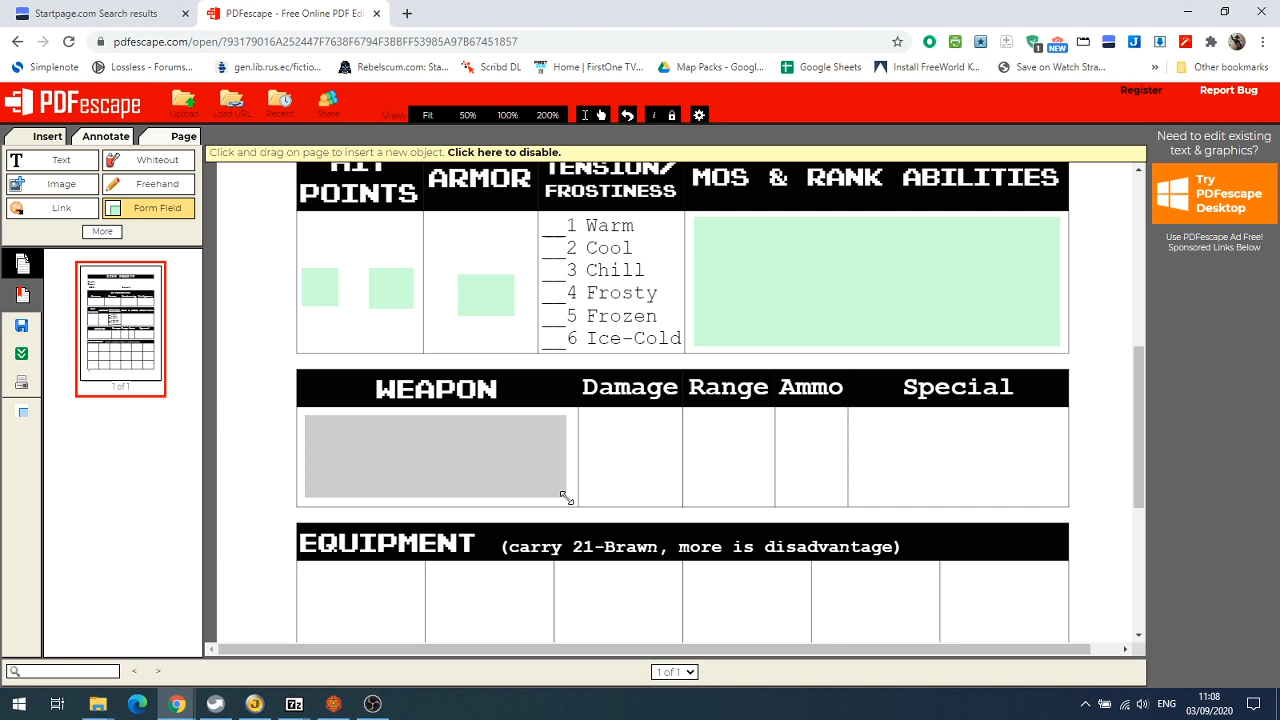 Startpage.com Search results
PDFescape - Free Online PDF Edi
pdfescape.com/open/293179016A252447F7638E6794F3BBFF53985A97B67451857
1
NEW
Simplenote
Lossless - Forums...
gen.lib.rus.ec/fictio...
Rebelscum.com: Sta...
Scribd DL
Home | FirstOne TV...
Map Packs - Googl...
Google Sheets
Install FreeWorld K...
Save on Watch Stra...
»
Other bookmarks
PDFescape
Upload
Load URL
Recent
Share
View
Fit
50%
100%
200%
Register
Report Bug
Insert
Annotate
Page
Click and drag on page to insert a new object. Click here to disable.
Text
Whiteout
Image
Freehand
Link
Form Field
More
1 of 1
HIT POINTS
ARMOR
TENSION/
FROSTINESS
MOS & RANK ABILITIES
__1 Warm
__2 Cool
__3 Chill
__4 Frosty
__5 Frozen
__6 Ice-Cold
WEAPON
Damage
Range
Ammo
Special
EQUIPMENT (carry 21-Brawn, more is disadvantage)
Need to edit existing
text & graphics?
Try
PDFescape
Desktop
Use PDFescape Ad Free!
Sponsored Links Below
< >
1 of 1
ENG
11:08
03/09/2020